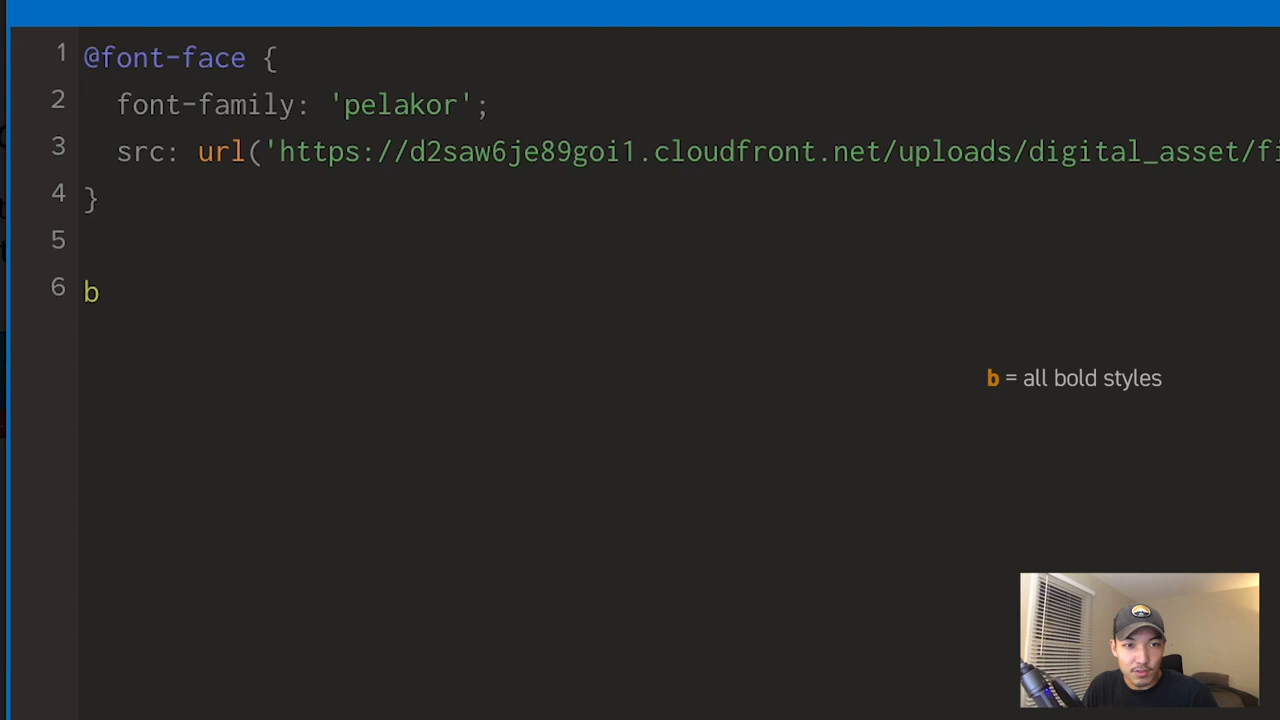 1 @font-face {
2 font-family: 'pelakor';
3 src: url('https://d2saw6je89goi1.cloudfront.net/uploads/digital_asset/fi
4 }
5
6 b
b = all bold styles